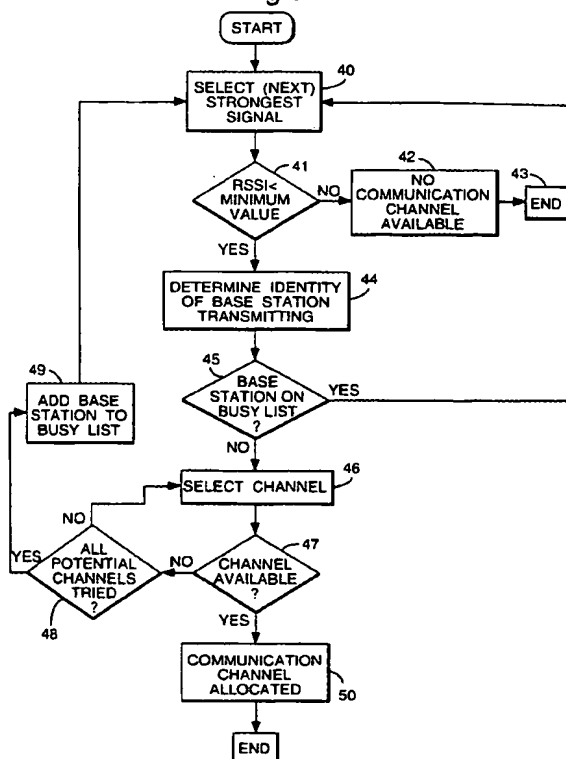 START
40
SELECT (NEXT)
STRONGEST
SIGNAL
41
RSSI<
MINIMUM
VALUE
NO
42
NO
COMMUNICATION
CHANNEL
AVAILABLE
43
END
YES
DETERMINE IDENTITY
OF BASE STATION
TRANSMITTING
44
45
BASE
STATION ON
BUSY LIST
?
YES
NO
49
ADD BASE
STATION TO
BUSY LIST
46
SELECT CHANNEL
47
CHANNEL
AVAILABLE
?
NO
YES
48
ALL
POTENTIAL
CHANNELS
TRIED
?
NO
YES
COMMUNICATION
CHANNEL
ALLOCATED
50
END